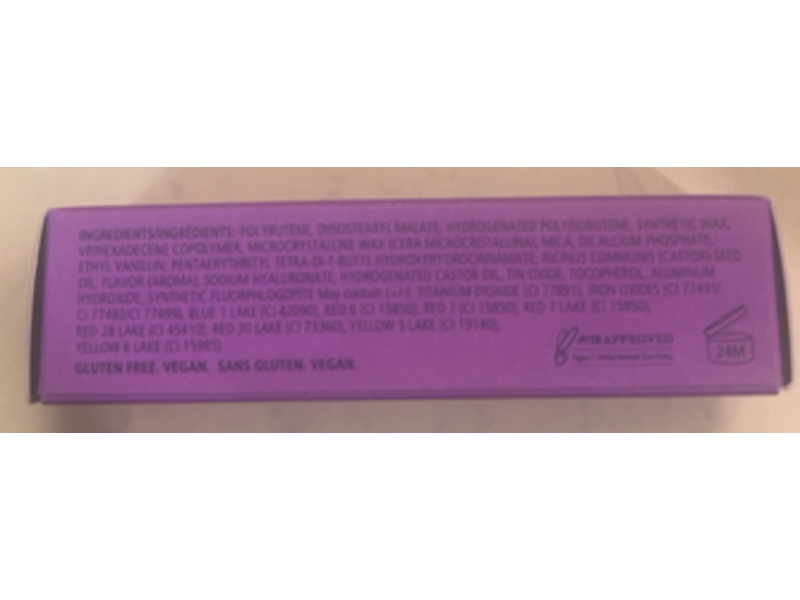 INGREDIENTS/INGRÉDIENTS: POLYBUTENE, DIISOSTEARYL MALATE, HYDROGENATED POLYISOBUTENE, SYNTHETIC WAX,
VP/HEXADECENE COPOLYMER, MICROCRYSTALLINE WAX (CERA MICROCRISTALLINA), MICA, DICALCIUM PHOSPHATE,
ETHYL VANILLIN, PENTAERYTHRITYL TETRA-DI-T-BUTYL HYDROXYHYDROCINNAMATE, RICINUS COMMUNIS (CASTOR) SEED
OIL, FLAVOR (AROMA), SODIUM HYALURONATE, HYDROGENATED CASTOR OIL, TIN OXIDE, TOCOPHEROL, ALUMINUM
HYDROXIDE, SYNTHETIC FLUORPHLOGOPITE May contain (+/-): TITANIUM DIOXIDE (CI 77891), IRON OXIDES (CI 77491/
CI 77492/CI 77499), BLUE 1 LAKE (CI 42090), RED 6 (CI 15850), RED 7 (CI 15850), RED 7 LAKE (CI 15850),
RED 28 LAKE (CI 45410), RED 30 LAKE (CI 73360), YELLOW 5 LAKE (CI 19140),
YELLOW 6 LAKE (CI 15985)
GLUTEN FREE. VEGAN. SANS GLUTEN. VEGAN.
PETA APPROVED
24M